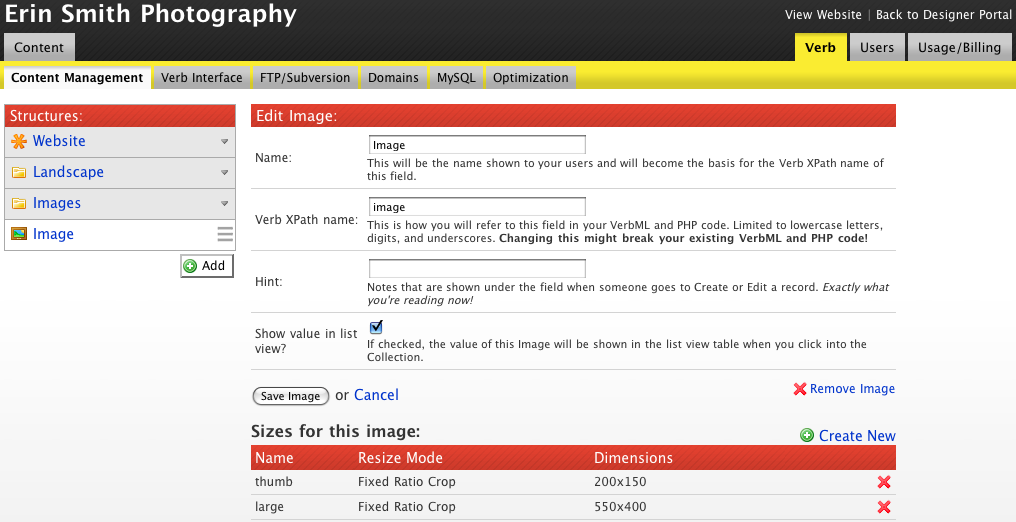 Erin Smith Photography
View Website | Back to Designer Portal
Content
Verb
Users
Usage/Billing
Content Management
Verb Interface
FTP/Subversion
Domains
MySQL
Optimization
Structures:
Website
Landscape
Images
Image
Add
Edit Image:
Name:
Image
This will be the name shown to your users and will become the basis for the Verb XPath name of
this field.
Verb XPath name:
image
This is how you will refer to this field in your VerbML and PHP code. Limited to lowercase letters,
digits, and underscores. Changing this might break your existing VerbML and PHP code!
Hint:
Notes that are shown under the field when someone goes to Create or Edit a record. Exactly what
you're reading now!
Show value in list
view?
If checked, the value of this Image will be shown in the list view table when you click into the
Collection.
Save Image or Cancel
Remove Image
Sizes for this image:
Create New
Name Resize Mode Dimensions
thumb Fixed Ratio Crop 200x150
large Fixed Ratio Crop 550x400